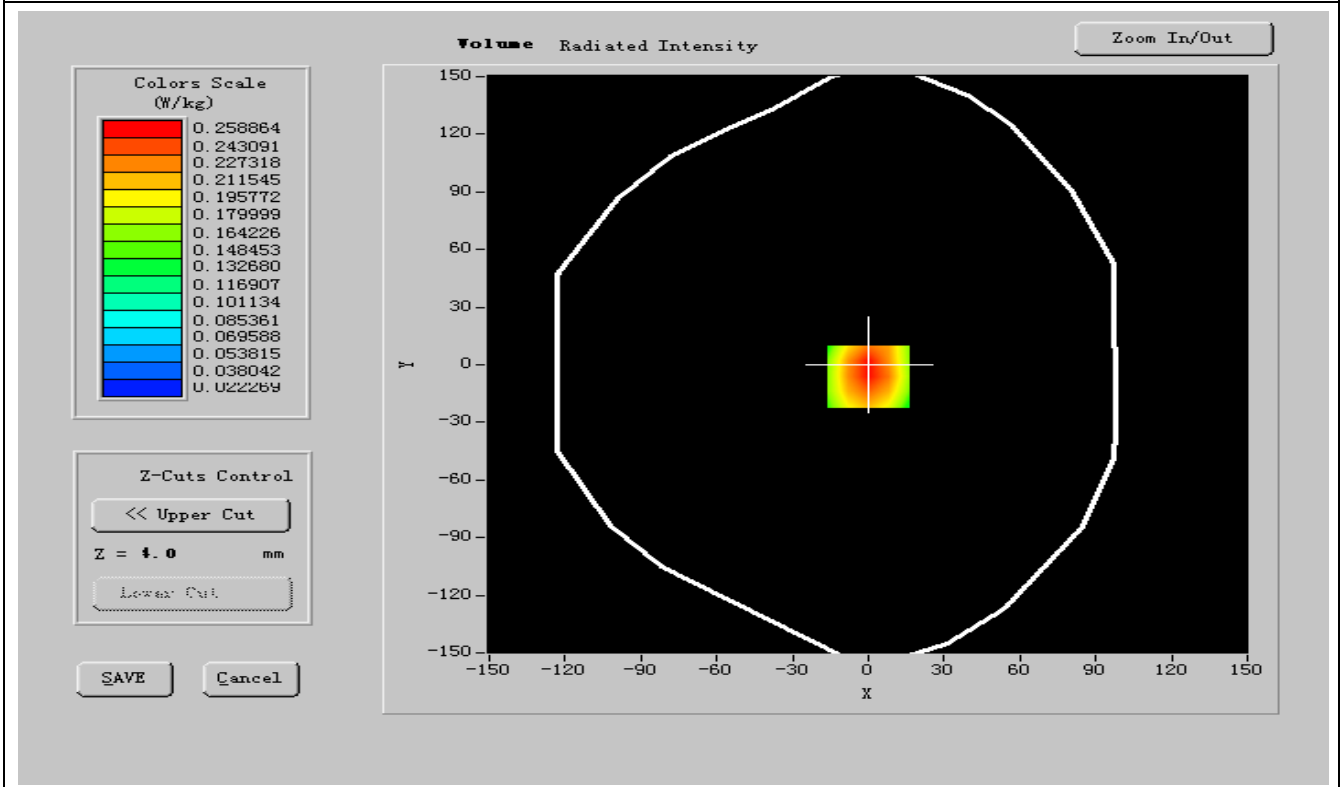 Volume Radiated Intensity
Zoom In/Out
Colors Scale
(W/kg)
0.258864
0.243091
0.227318
0.211545
0.195772
0.179999
0.164226
0.148453
0.132680
0.116907
0.101134
0.085361
0.069588
0.053815
0.038042
0.022269
Z-Cuts Control
<< Upper Cut
Z = 4.0 mm
Lower Cut
SAVE
Cancel
150
120
90
60
30
0
-30
-60
-90
-120
-150
Y
-150 -120 -90 -60 -30 0 30 60 90 120 150
X